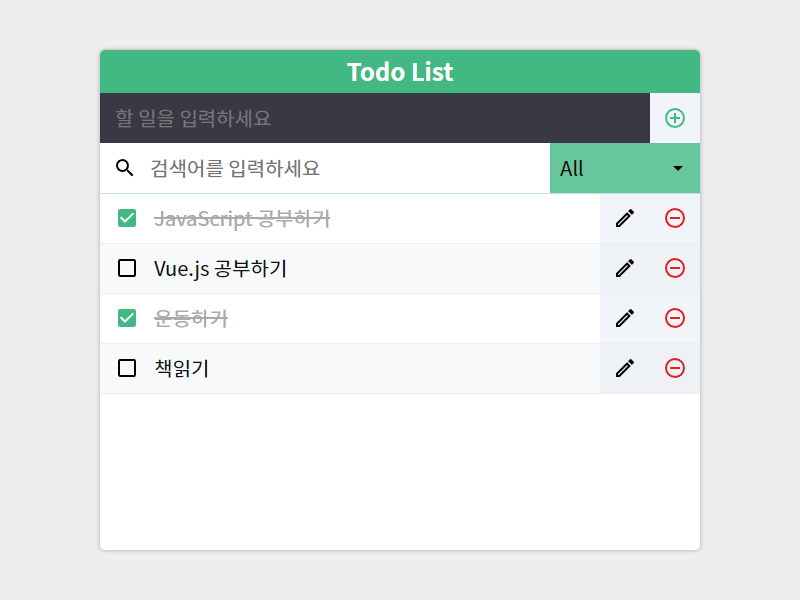 Todo List
할 일을 입력하세요
검색어를 입력하세요
All
JavaScript 공부하기
Vue.js 공부하기
운동하기
책읽기